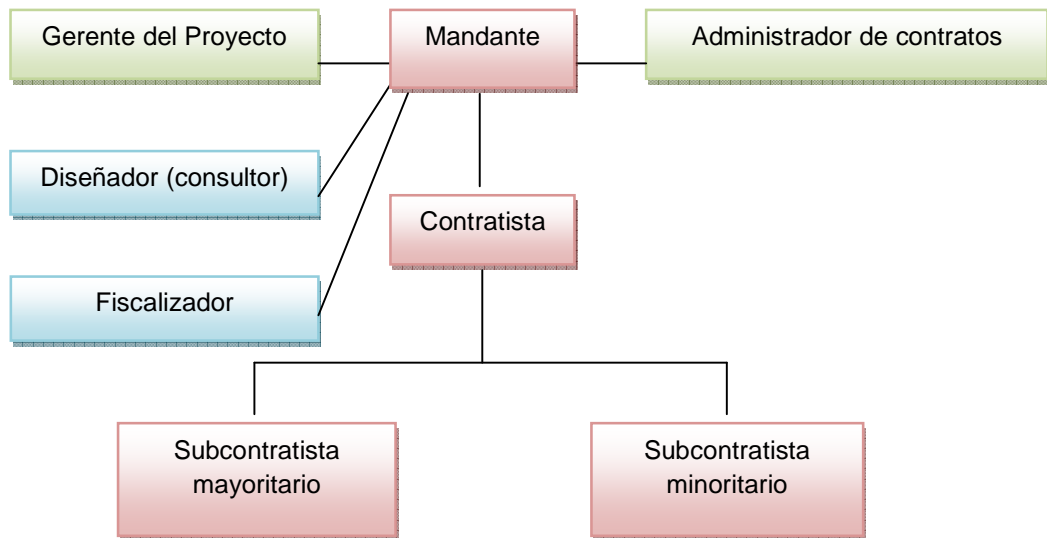 Gerente del Proyecto
Mandante
Administrador de contratos
Diseñador (consultor)
Contratista
Fiscalizador
Subcontratista
mayoritario
Subcontratista
minoritario